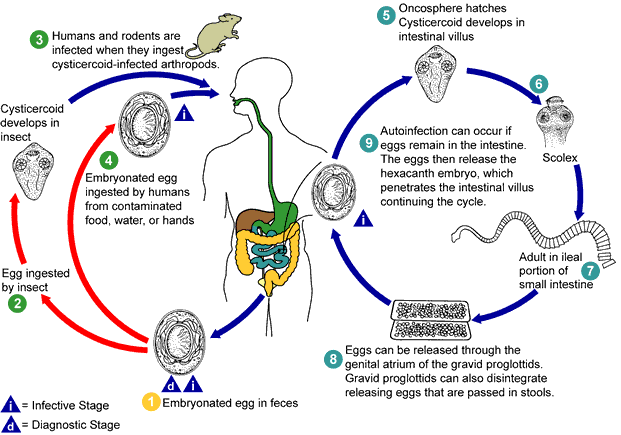 3 Humans and rodents are
infected when they ingest
cysticercoid-infected arthropods.
Cysticercoid
develops in
insect
i
4
Embryonated egg
ingested by humans
from contaminated
food, water, or hands
Egg ingested
by insect
2
d i
1 Embryonated egg in feces
i = Infective Stage
d = Diagnostic Stage
5 Oncosphere hatches
Cysticercoid develops in
intestinal villus
6
Scolex
9 Autoinfection can occur if
eggs remain in the intestine.
The eggs then release the
hexacanth embryo, which
penetrates the intestinal villus
continuing the cycle.
i
Adult in ileal
portion of
small intestine
7
8 Eggs can be released through the
genital atrium of the gravid proglottids.
Gravid proglottids can also disintegrate
releasing eggs that are passed in stools.